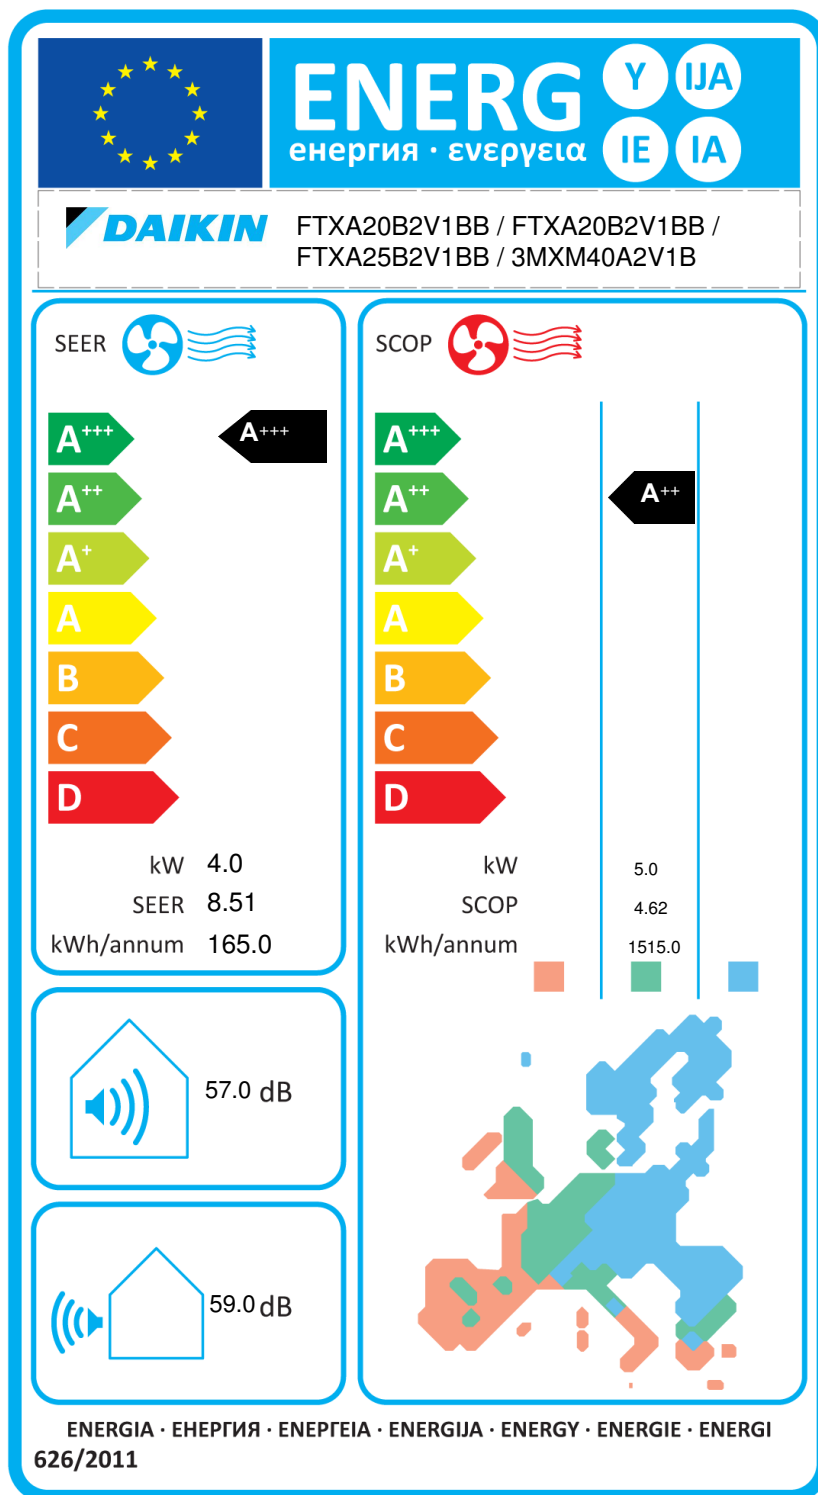 ENERG
енергия · ενεργεια
Y IJA
IE IA
DAIKIN
FTXA20B2V1BB / FTXA20B2V1BB /
FTXA25B2V1BB / 3MXM40A2V1B
SEER
A+++
A+++
A++
A+
A
B
C
D
kW 4.0
SEER 8.51
kWh/annum 165.0
SCOP
A+++
A++
A++
A+
A
B
C
D
kW 5.0
SCOP 4.62
kWh/annum 1515.0
57.0 dB
59.0 dB
ENERGIA · ЕНЕРГИЯ · ΕΝΕΡΓΕΙΑ · ENERGIJA · ENERGY · ENERGIE · ENERGI
626/2011